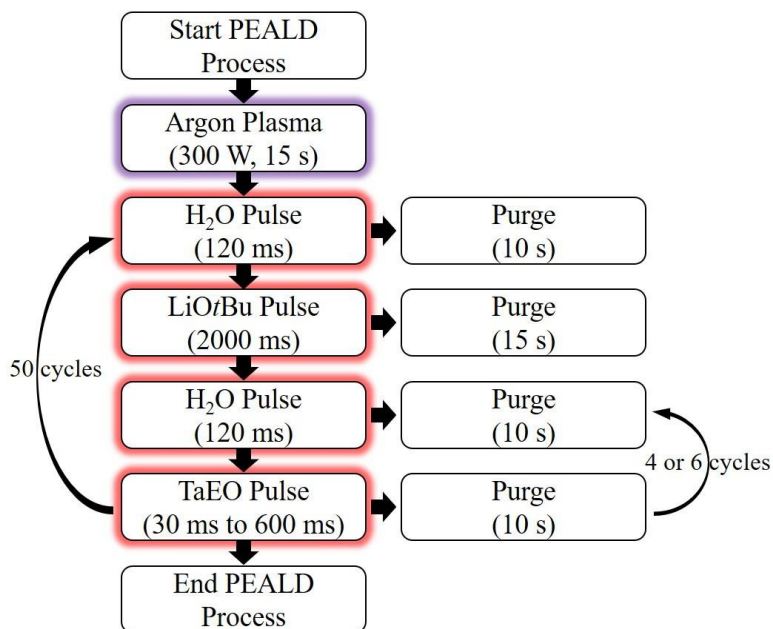 Start PEALD
Process
Argon Plasma
(300 W, 15 s)
H₂O Pulse
(120 ms)
Purge
(10 s)
LiOtBu Pulse
(2000 ms)
Purge
(15 s)
50 cycles
H₂O Pulse
(120 ms)
Purge
(10 s)
4 or 6 cycles
TaEO Pulse
(30 ms to 600 ms)
Purge
(10 s)
End PEALD
Process